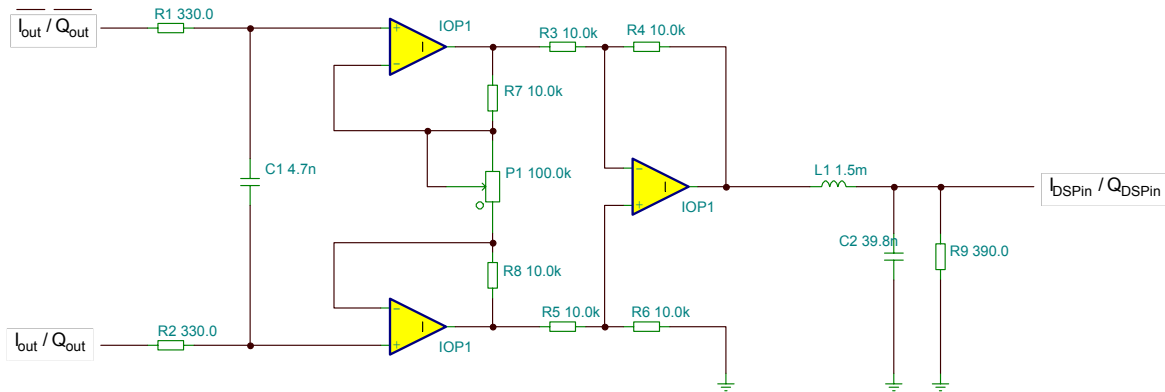 I̅o̅u̅t̅ / Q̅o̅u̅t̅
R1 330.0
IOP1
R3 10.0k
R4 10.0k
R7 10.0k
C1 4.7n
P1 100.0k
IOP1
L1 1.5m
IDSPin / QDSPin
C2 39.8n
R9 390.0
R8 10.0k
Iout / Qout
R2 330.0
IOP1
R5 10.0k
R6 10.0k